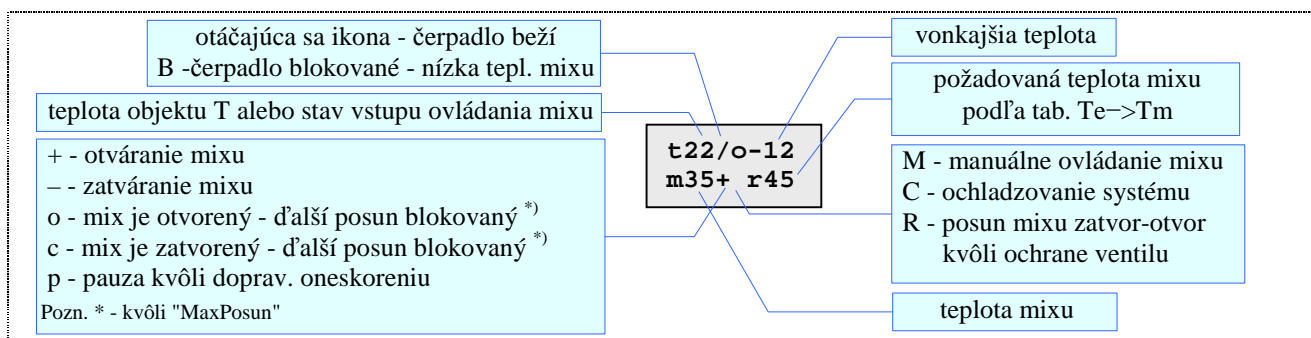 otáčajúca sa ikona - čerpadlo beží
B -čerpadlo blokované - nízka tepl. mixu
teplota objektu T alebo stav vstupu ovládania mixu
+ - otváranie mixu
– - zatváranie mixu
o - mix je otvorený - ďalší posun blokovaný *)
c - mix je zatvorený - ďalší posun blokovaný *)
p - pauza kvôli doprav. oneskoreniu
Pozn. * - kvôli "MaxPosun"
t22/o-12
m35+ r45
vonkajšia teplota
požadovaná teplota mixu
podľa tab. Te−>Tm
M - manuálne ovládanie mixu
C - ochladzovanie systému
R - posun mixu zatvor-otvor
kvôli ochrane ventilu
teplota mixu